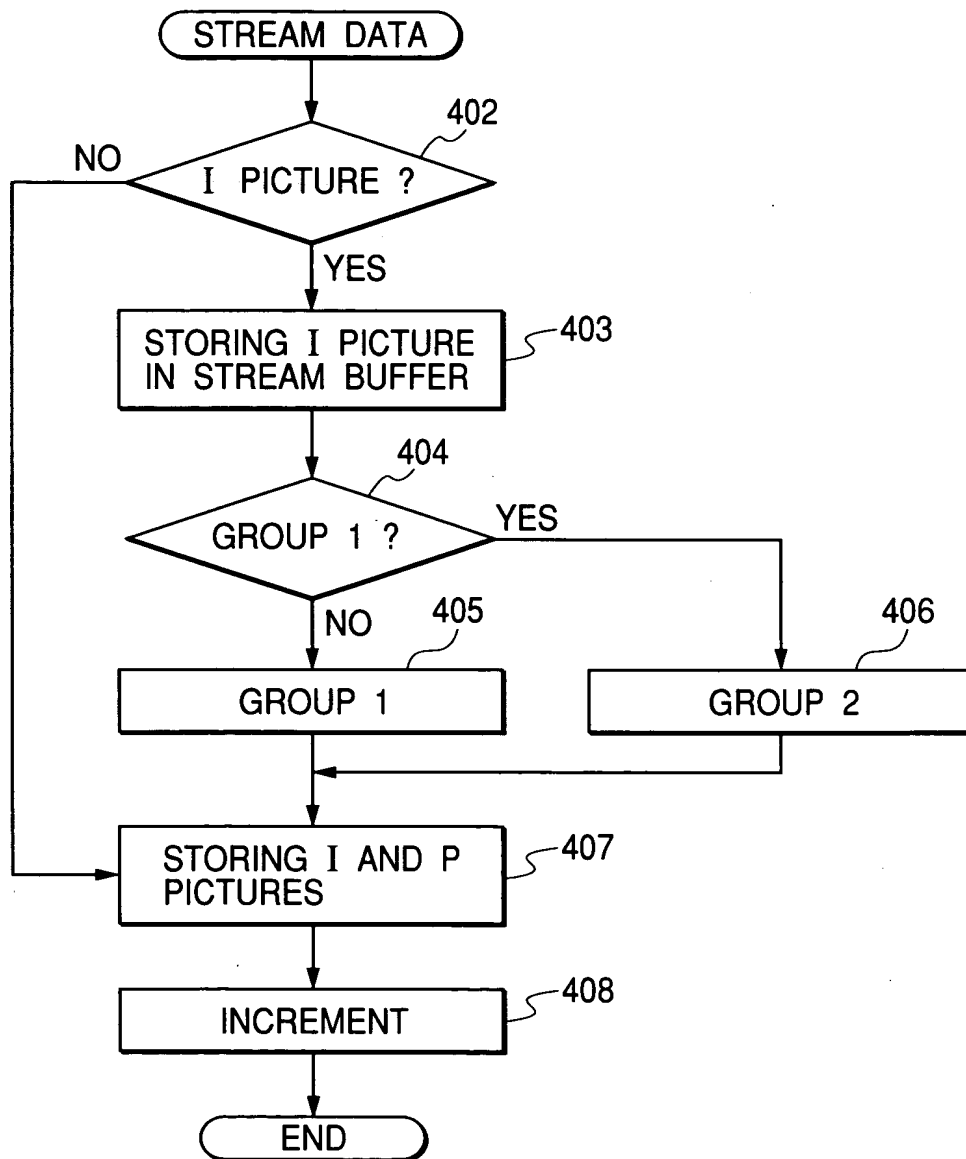 STREAM DATA
402
NO
I PICTURE ?
YES
STORING I PICTURE
IN STREAM BUFFER
403
404
GROUP 1 ?
YES
NO
405
406
GROUP 1
GROUP 2
STORING I AND P
PICTURES
407
INCREMENT
408
END